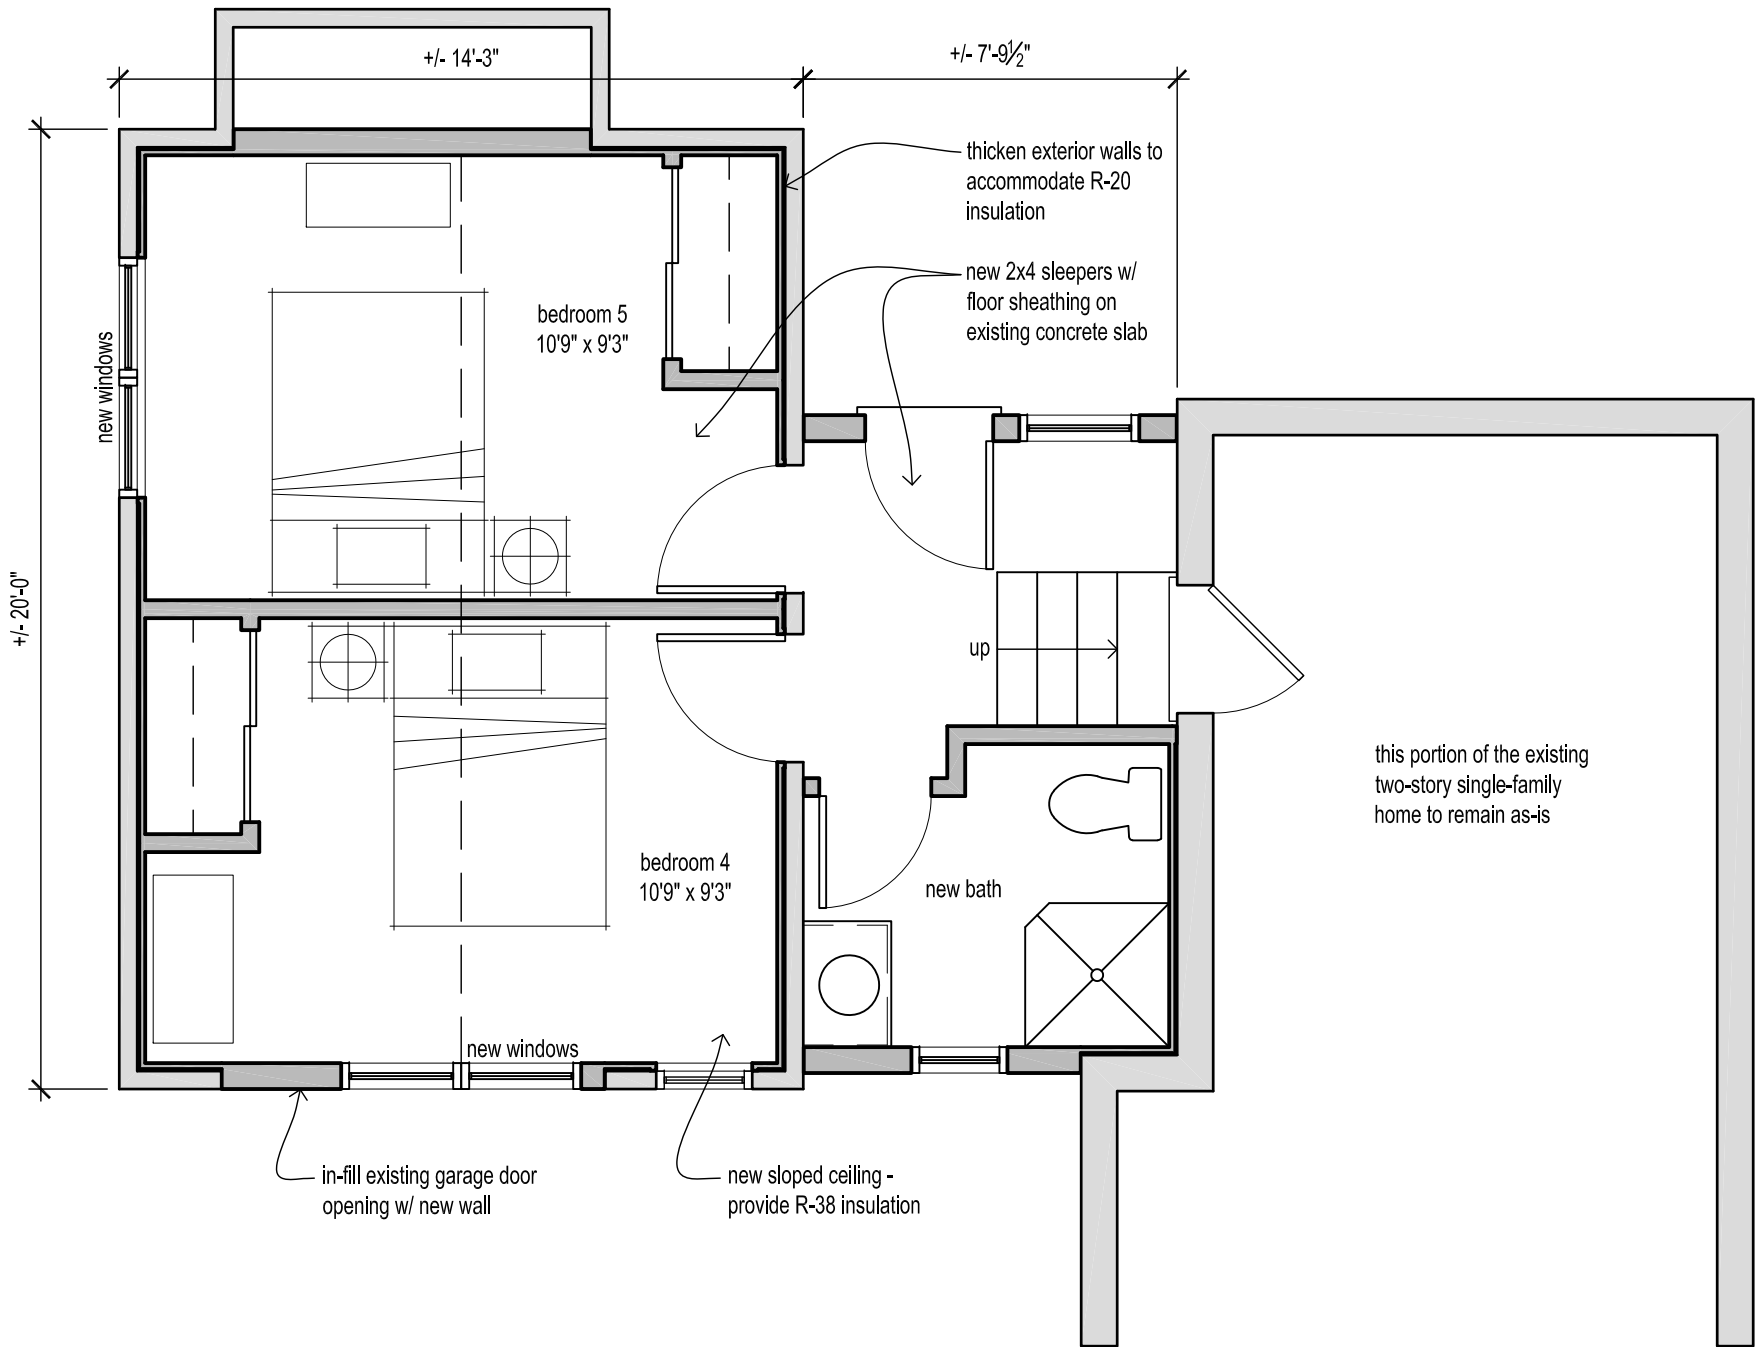 +/- 14'-3"
+/- 7'-9½"
thicken exterior walls to
accommodate R-20
insulation
new 2x4 sleepers w/
floor sheathing on
existing concrete slab
bedroom 5
10'9" x 9'3"
new windows
+/- 20'-0"
up
this portion of the existing
two-story single-family
home to remain as-is
bedroom 4
10'9" x 9'3"
new bath
new windows
in-fill existing garage door
opening w/ new wall
new sloped ceiling -
provide R-38 insulation